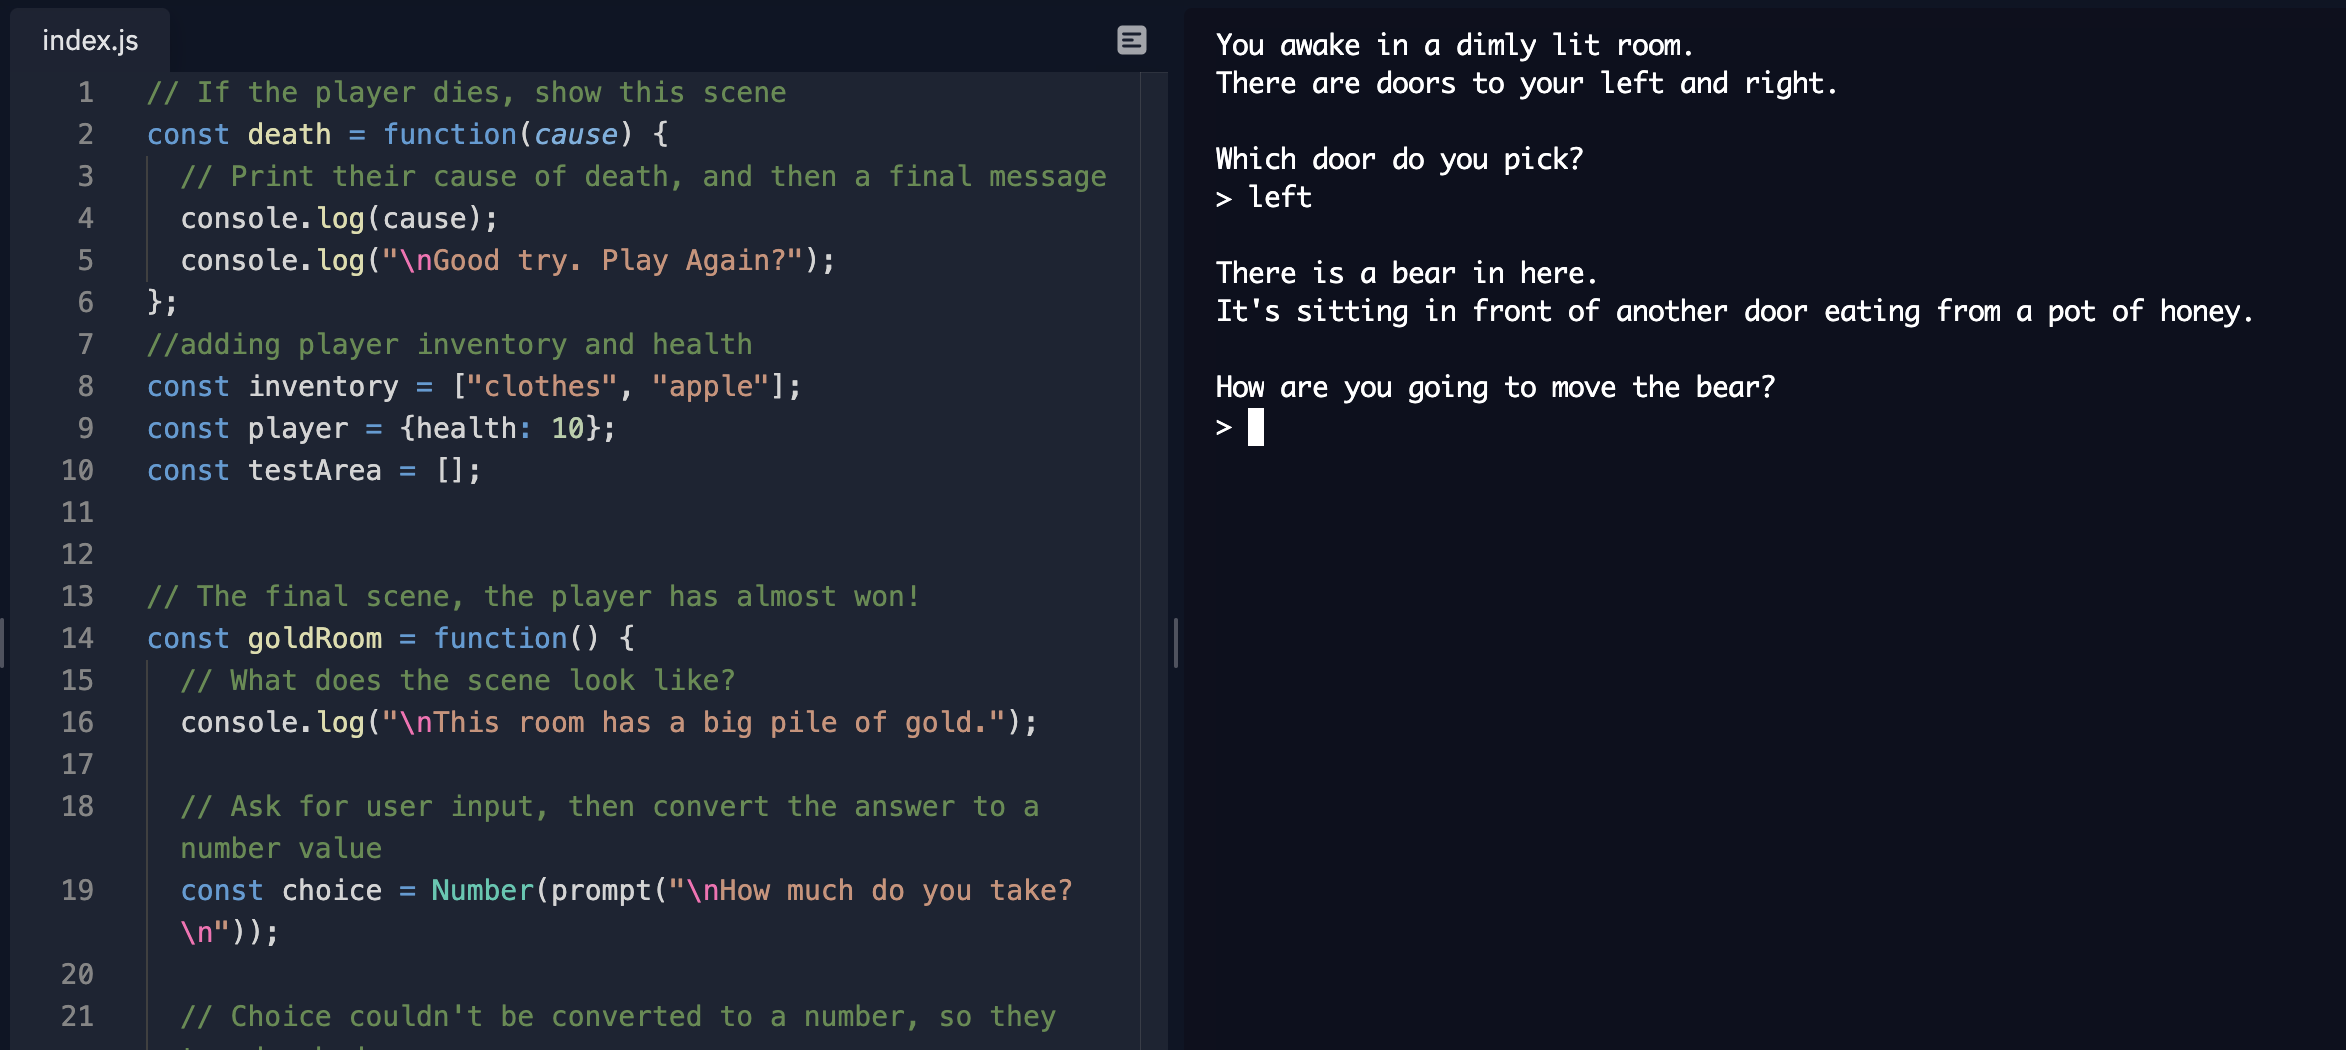 index.js
1 // If the player dies, show this scene
2 const death = function(cause) {
3 // Print their cause of death, and then a final message
4 console.log(cause);
5 console.log("\nGood try. Play Again?");
6 };
7 //adding player inventory and health
8 const inventory = ["clothes", "apple"];
9 const player = {health: 10};
10 const testArea = [];
11
12
13 // The final scene, the player has almost won!
14 const goldRoom = function() {
15 // What does the scene look like?
16 console.log("\nThis room has a big pile of gold.");
17
18 // Ask for user input, then convert the answer to a
number value
19 const choice = Number(prompt("\nHow much do you take?
\n"));
20
21 // Choice couldn't be converted to a number, so they
You awake in a dimly lit room.
There are doors to your left and right.
Which door do you pick?
> left
There is a bear in here.
It's sitting in front of another door eating from a pot of honey.
How are you going to move the bear?
>